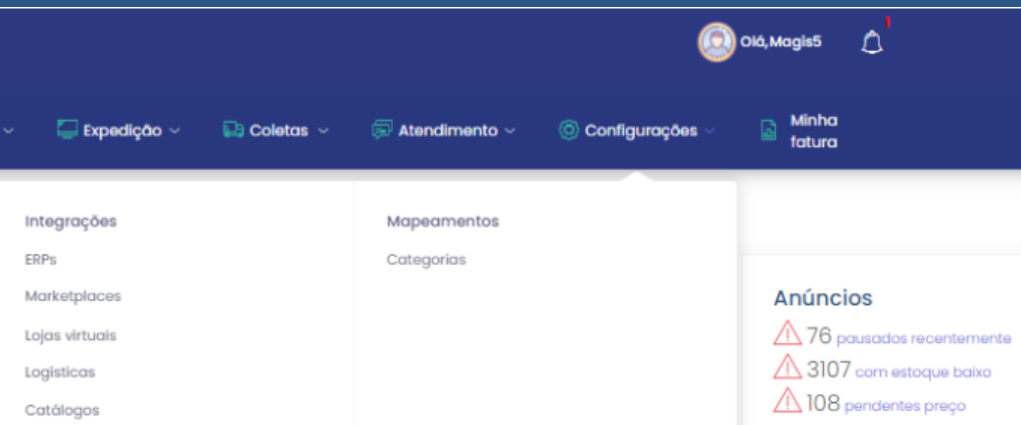 Olá,Magis5
1
Expedição
Coletas
Atendimento
Configurações
Minha
fatura
Integrações
ERPs
Marketplaces
Lojas virtuais
Logísticas
Catálogos
Mapeamentos
Categorias
Anúncios
76 pausados recentemente
3107 com estoque baixo
108 pendentes preço